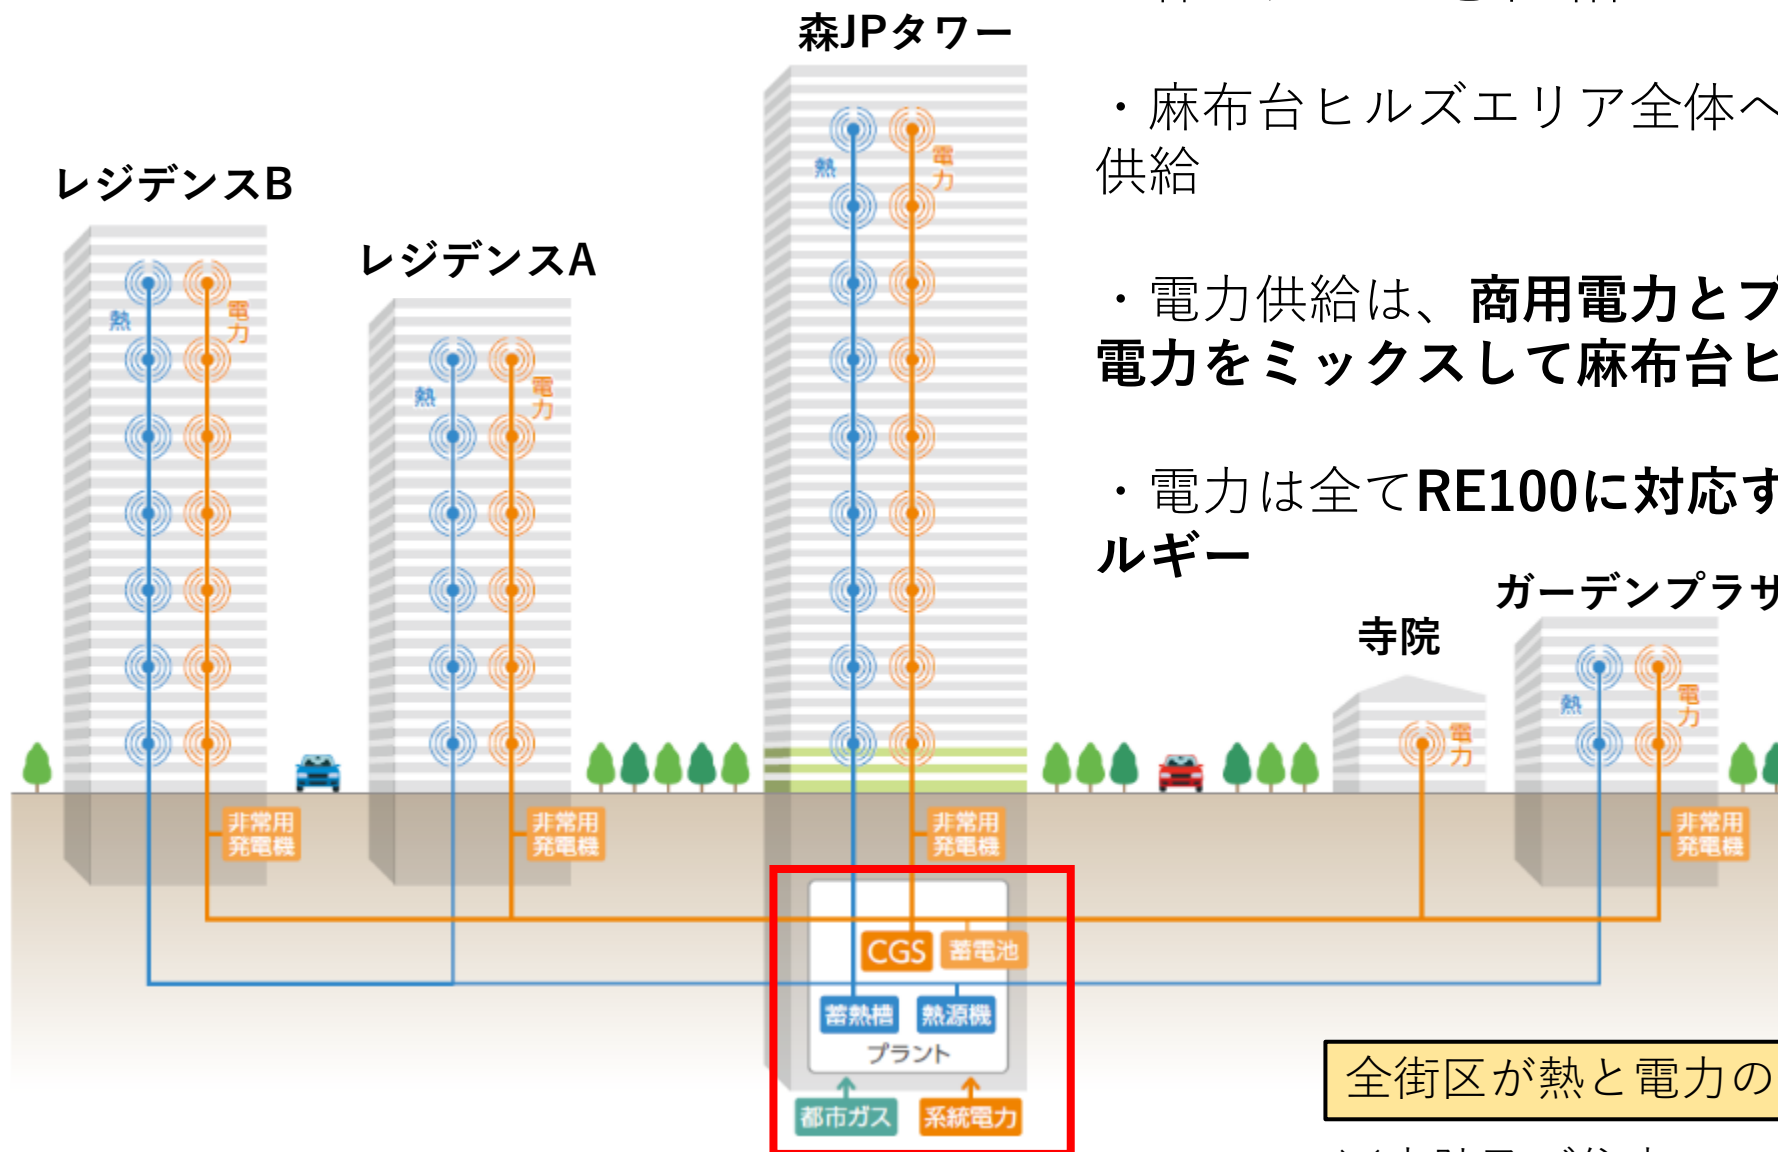 森JPタワー
・麻布台ヒルズエリア全体へ
供給
レジデンスB
レジデンスA
・電力供給は、商用電力とプ
電力をミックスして麻布台ヒ
・電力は全てRE100に対応す
ルギー
ガーデンプラザ
寺院
熱
電力
熱
電力
熱
電力
電力
熱
電力
非常用
発電機
非常用
発電機
非常用
発電機
非常用
発電機
CGS
蓄電池
蓄熱槽
熱源機
プラント
都市ガス
系統電力
全街区が熱と電力の